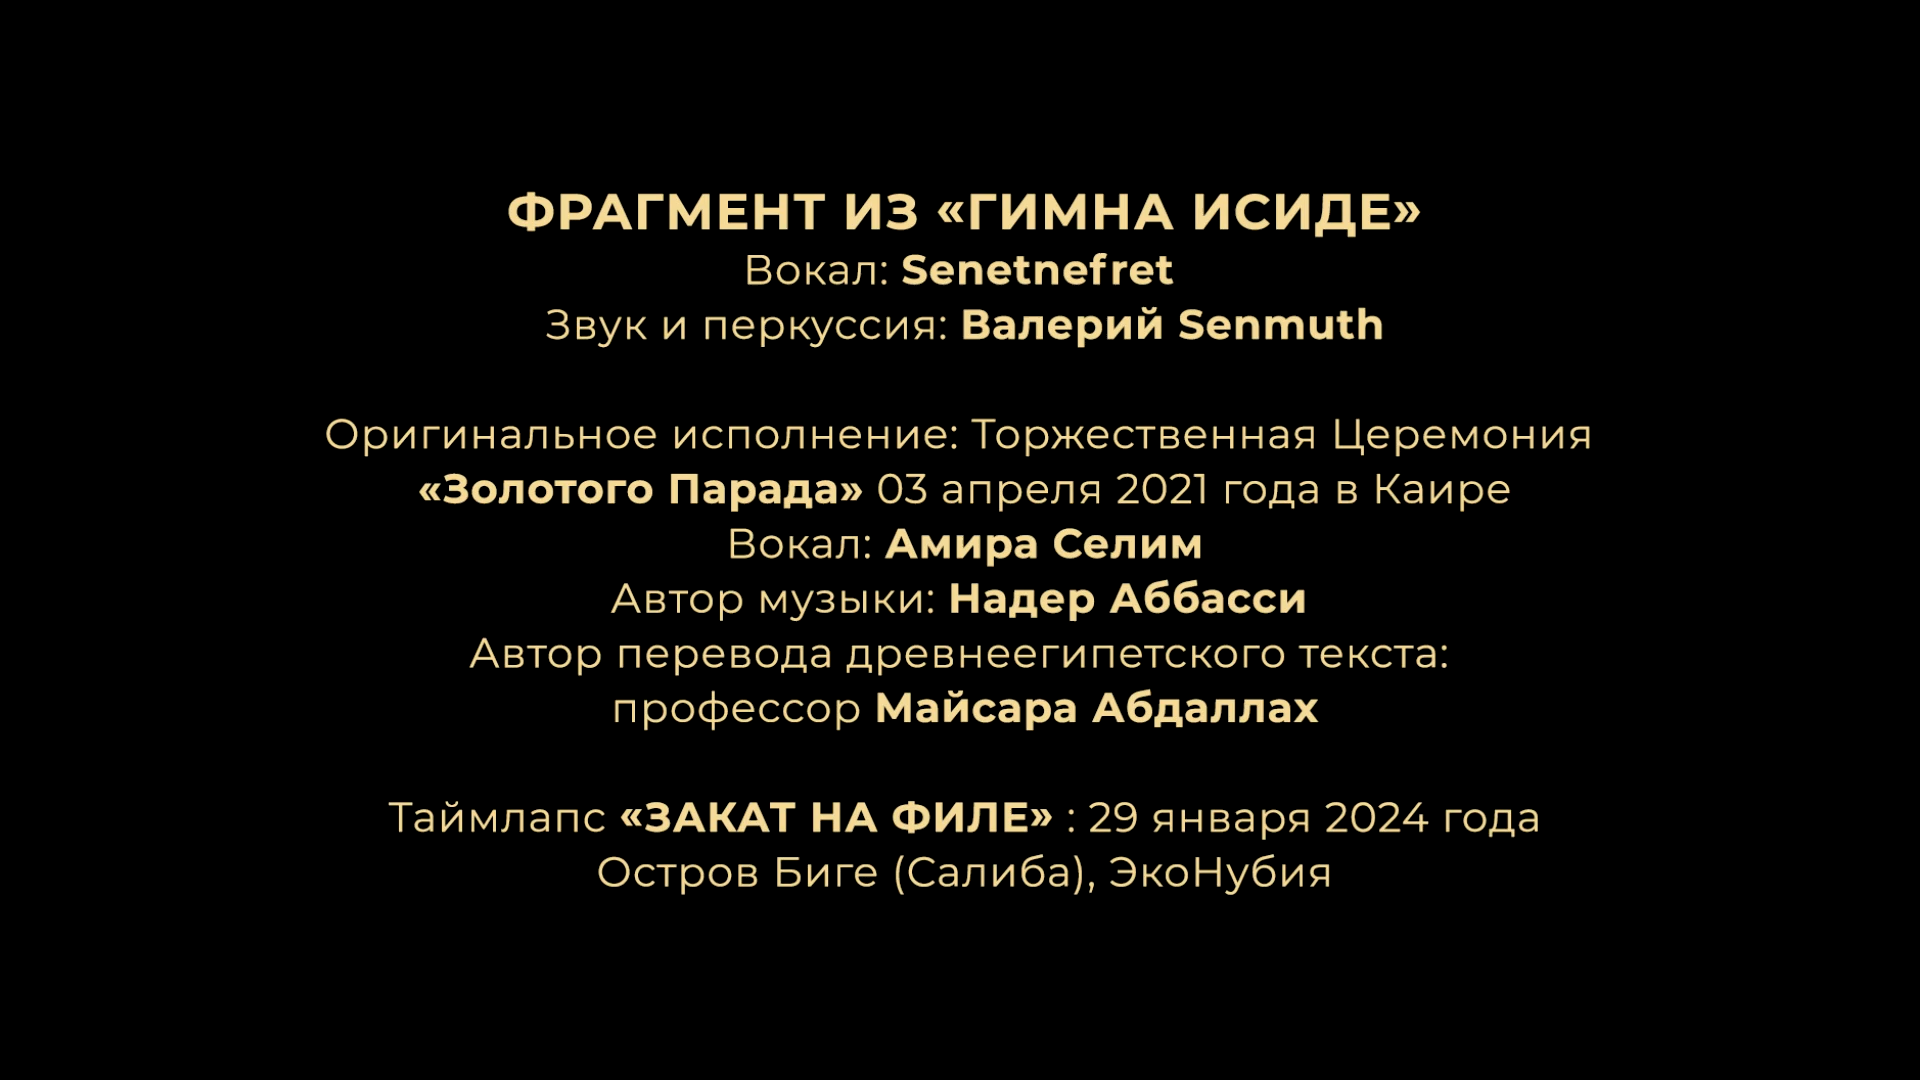 ФРАГМЕНТ ИЗ «ГИМНА ИСИДЕ»
Вокал: Senetnefret
Звук и перкуссия: Валерий Senmuth
Оригинальное исполнение: Торжественная Церемония
«Золотого Парада» 03 апреля 2021 года в Каире
Вокал: Амира Селим
Автор музыки: Надер Аббасси
Автор перевода древнеегипетского текста:
профессор Майсара Абдаллах
Таймлапс «ЗАКАТ НА ФИЛЕ» : 29 января 2024 года
Остров Биге (Салиба), ЭкоНубия